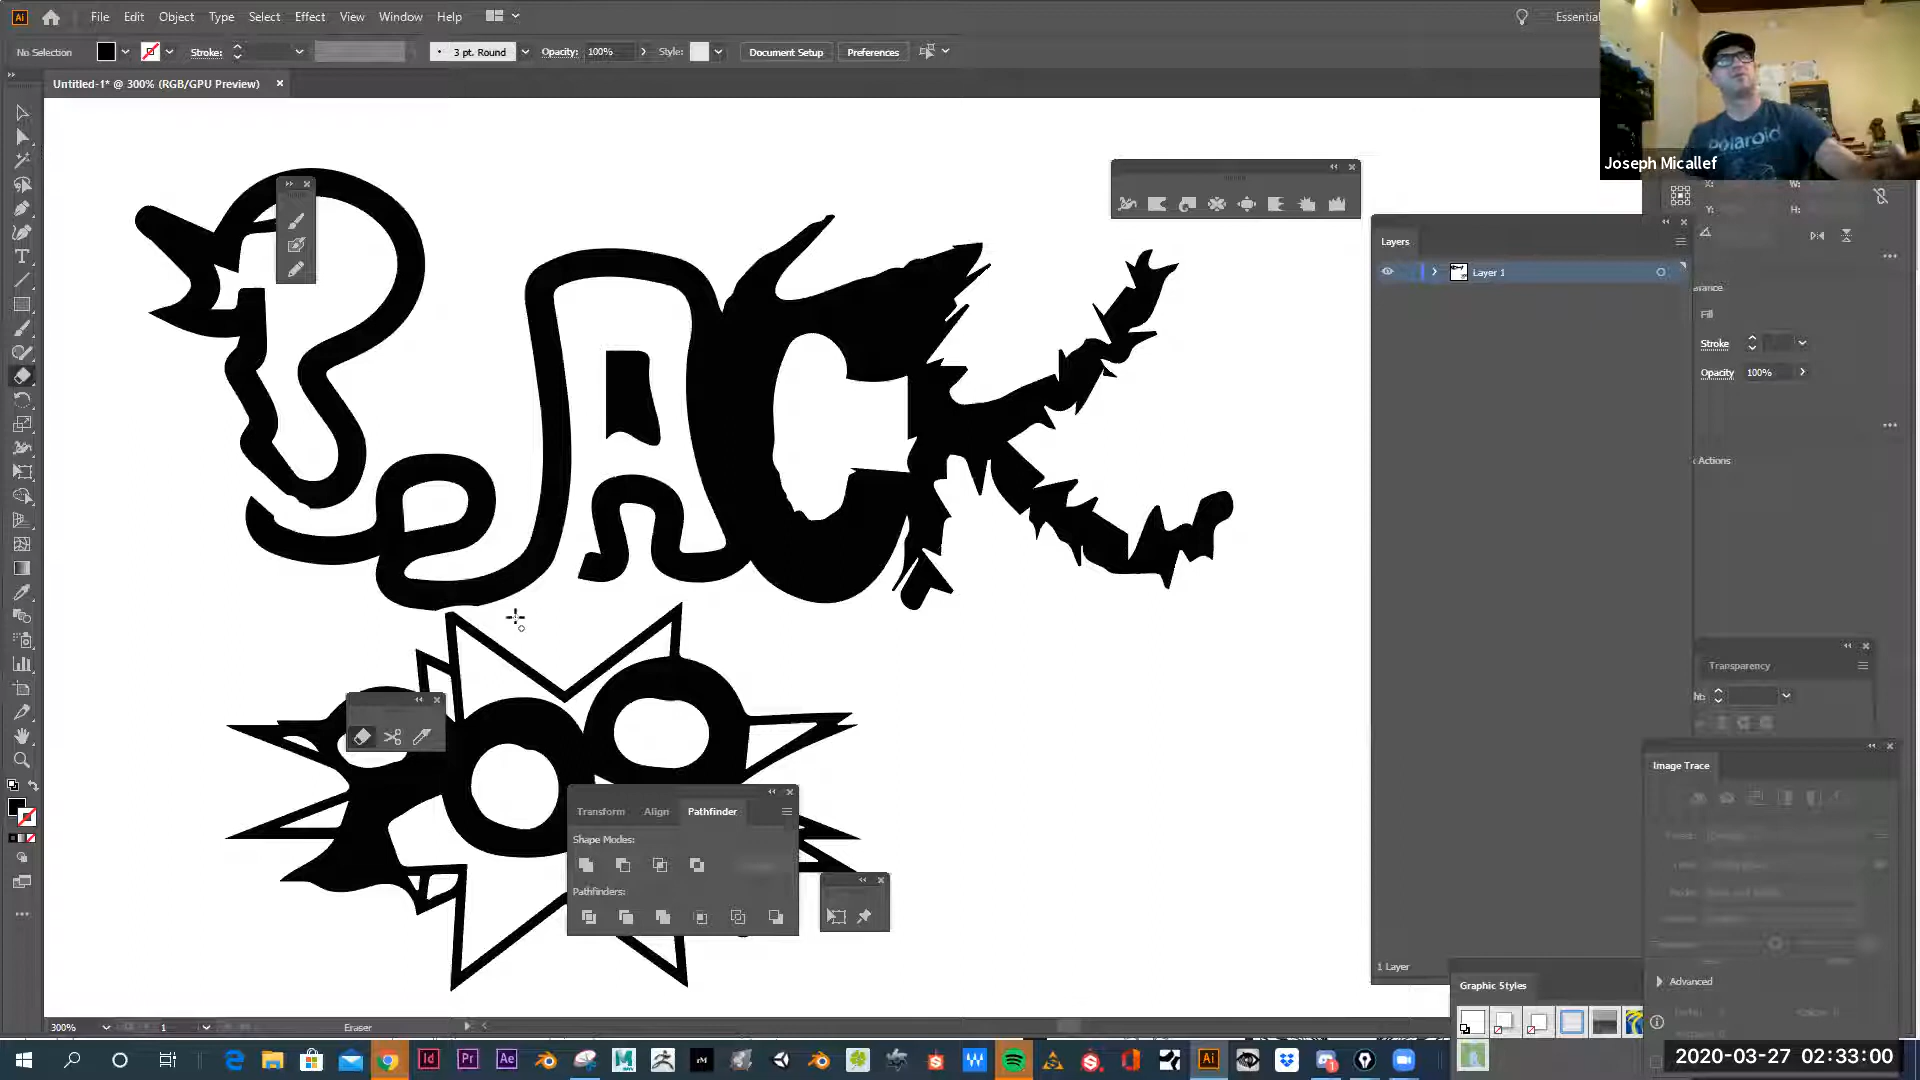 File Edit Object Type Select Effect View Window Help
Essential
No Selection Stroke: 3 pt. Round Opacity: 100% Style: Document Setup Preferences
Untitled-1* @ 300% (RGB/GPU Preview)
Polaroid
Joseph Micallef
X: W:
Y: H:
Layers
Layer 1
Fill
Stroke
Opacity 100%
Actions
BLACK
Transparency
Image Trace
Transform Align Pathfinder
Shape Modes:
Pathfinders:
1 Layer
Advanced
Graphic Styles
300% 1 Eraser
2020-03-27 02:33:00